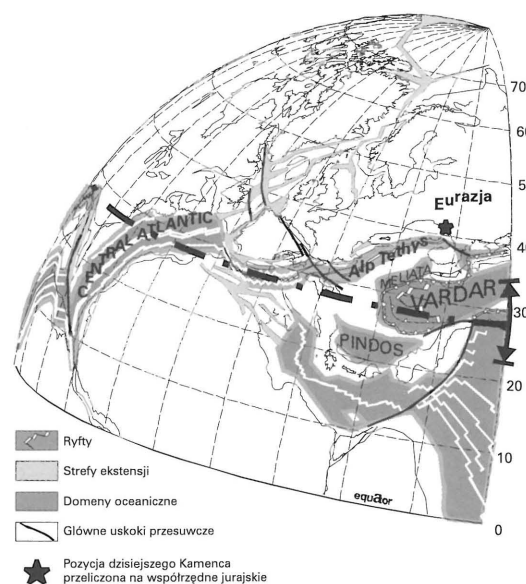 70
60
50
Eurazja
40
CENTRAL ATLANTIC
Alp Tethys
MELIATA
VARDAR
30
PINDOS
20
10
equator
0
Ryfty
Strefy ekstensji
Domeny oceaniczne
Główne uskoki przesuwcze
Pozycja dzisiejszego Kamenca
przeliczona na współrzędne jurajskie